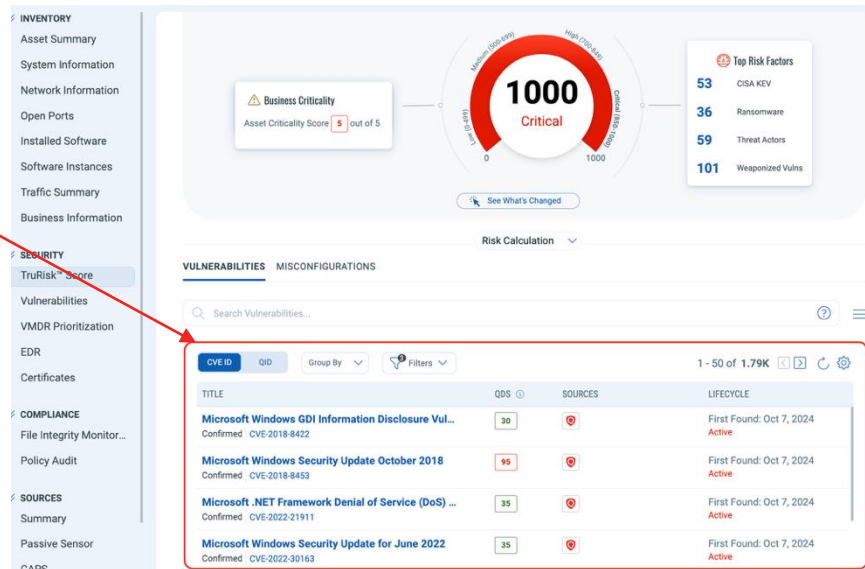 INVENTORY
Asset Summary
System Information
Network Information
Open Ports
Installed Software
Software Instances
Traffic Summary
Business Information
SECURITY
TruRisk™ Score
Vulnerabilities
VMDR Prioritization
EDR
Certificates
COMPLIANCE
File Integrity Monitor...
Policy Audit
SOURCES
Summary
Passive Sensor
CAPS
Business Criticality
Asset Criticality Score 5 out of 5
Low (0-499)
Medium (500-699)
High (700-849)
Critical (850-1000)
1000
Critical
0
1000
See What's Changed
Top Risk Factors
53 CISA KEV
36 Ransomware
59 Threat Actors
101 Weaponized Vulns
Risk Calculation
VULNERABILITIES MISCONFIGURATIONS
Search Vulnerabilities...
CVE ID QID Group By 3 Filters 1 - 50 of 1.79K
TITLE QDS SOURCES LIFECYCLE
Microsoft Windows GDI Information Disclosure Vul... 30 First Found: Oct 7, 2024
Confirmed CVE-2018-8422 Active
Microsoft Windows Security Update October 2018 95 First Found: Oct 7, 2024
Confirmed CVE-2018-8453 Active
Microsoft .NET Framework Denial of Service (DoS) ... 35 First Found: Oct 7, 2024
Confirmed CVE-2022-21911 Active
Microsoft Windows Security Update for June 2022 35 First Found: Oct 7, 2024
Confirmed CVE-2022-30163 Active